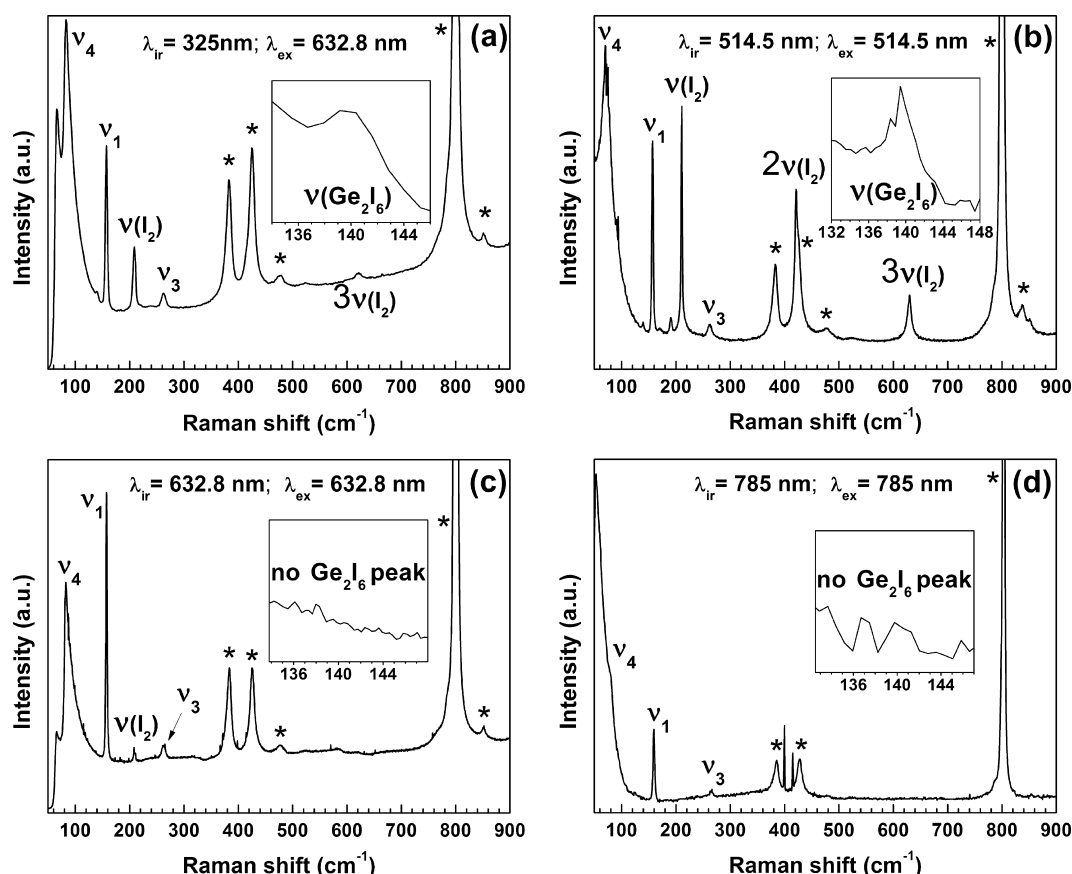 (a)
λir= 325nm; λex= 632.8 nm
ν4
ν1
ν(I2)
ν3
*
*
*
3ν(I2)
*
*
ν(Ge2I6)
136 140 144
Intensity (a.u.)
100 200 300 400 500 600 700 800 900
Raman shift (cm-1)
(b)
λir= 514.5 nm; λex= 514.5 nm
ν4
ν1
ν(I2)
ν3
*
2ν(I2)
*
*
3ν(I2)
*
*
ν(Ge2I6)
132 136 140 144 148
Intensity (a.u.)
100 200 300 400 500 600 700 800 900
Raman shift (cm-1)
(c)
λir= 632.8 nm; λex= 632.8 nm
ν4
ν1
ν(I2)
ν3
*
*
*
*
*
no Ge2I6 peak
136 140 144
Intensity (a.u.)
100 200 300 400 500 600 700 800 900
Raman shift (cm-1)
(d)
λir= 785 nm; λex= 785 nm
ν4
ν1
ν3
*
*
*
no Ge2I6 peak
136 140 144
Intensity (a.u.)
100 200 300 400 500 600 700 800 900
Raman shift (cm-1)